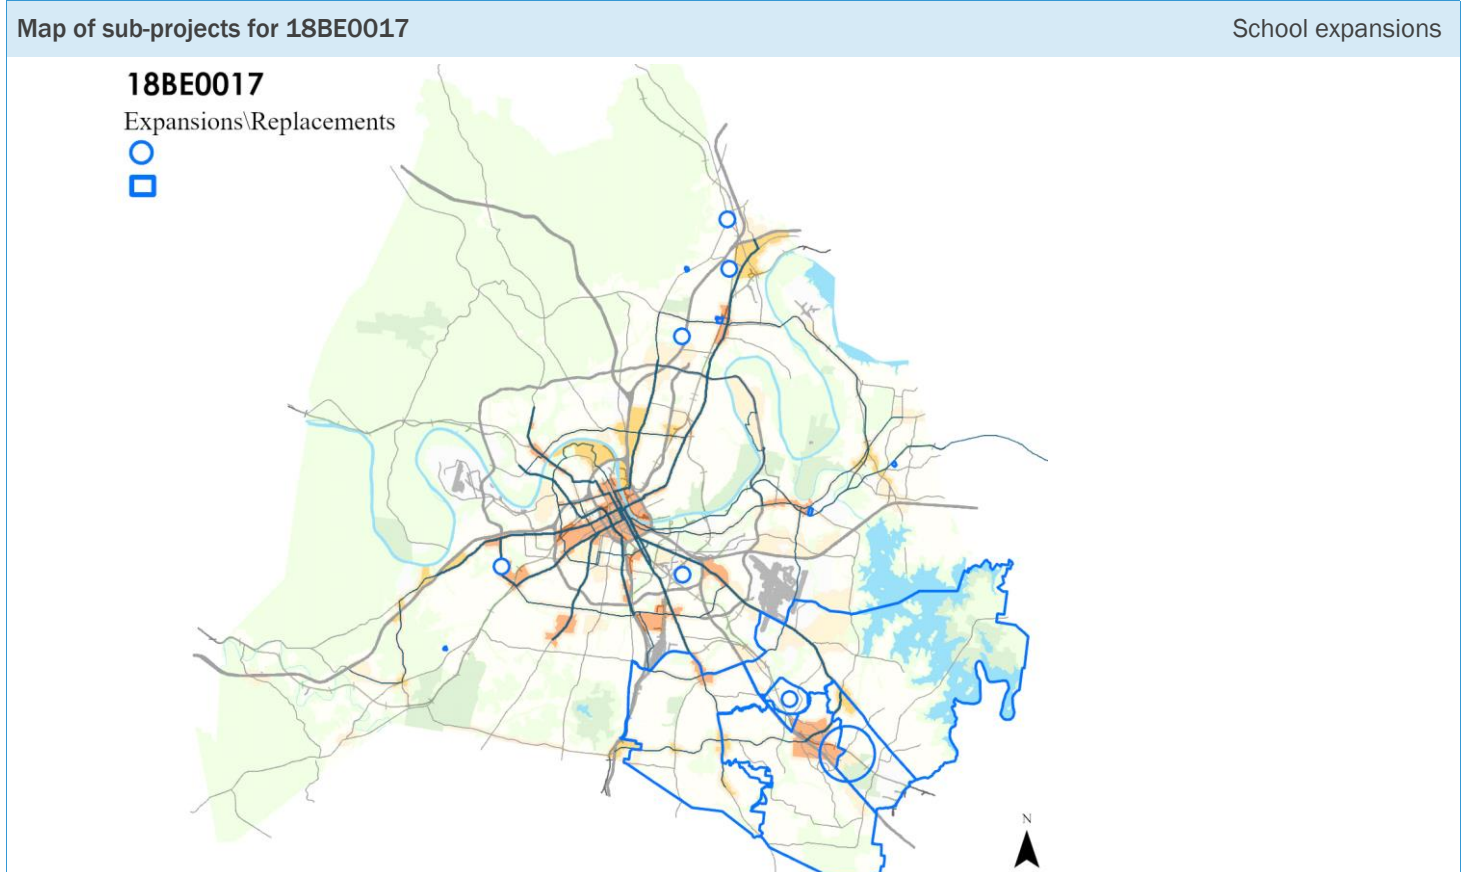 Map of sub-projects for 18BE0017
School expansions
18BE0017
Expansions\Replacements
N